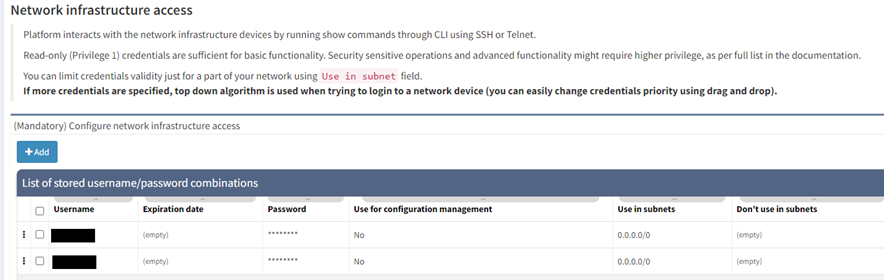 Network infrastructure access
Platform interacts with the network infrastructure devices by running show commands through CLI using SSH or Telnet.
Read-only (Privilege 1) credentials are sufficient for basic functionality. Security sensitive operations and advanced functionality might require higher privilege, as per full list in the documentation.
You can limit credentials validity just for a part of your network using Use in subnet field.
If more credentials are specified, top down algorithm is used when trying to login to a network device (you can easily change credentials priority using drag and drop).
(Mandatory) Configure network infrastructure access
+ Add
List of stored username/password combinations
Username Expiration date Password Use for configuration management Use in subnets Don't use in subnets
(empty) ******** No 0.0.0.0/0 (empty)
(empty) ******** No 0.0.0.0/0 (empty)